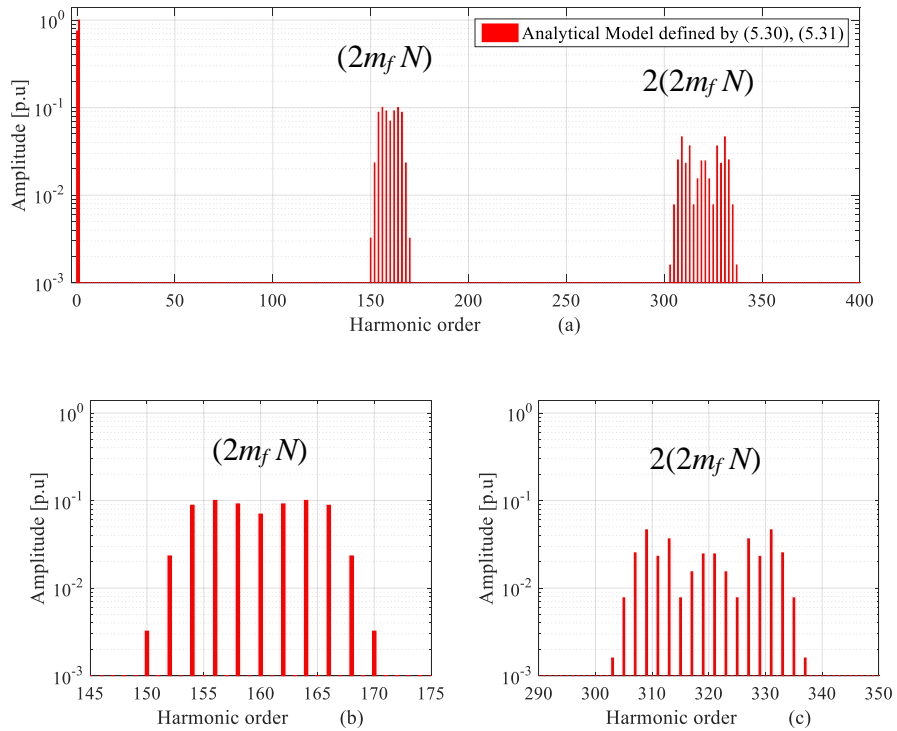 10^0
10^-1
10^-2
10^-3
Amplitude [p.u]
Analytical Model defined by (5.30), (5.31)
(2m_f N)
2(2m_f N)
0 50 100 150 200 250 300 350 400
Harmonic order (a)
10^0
10^-1
10^-2
10^-3
Amplitude [p.u]
(2m_f N)
145 150 155 160 165 170 175
Harmonic order (b)
10^0
10^-1
10^-2
10^-3
Amplitude [p.u]
2(2m_f N)
290 300 310 320 330 340 350
Harmonic order (c)